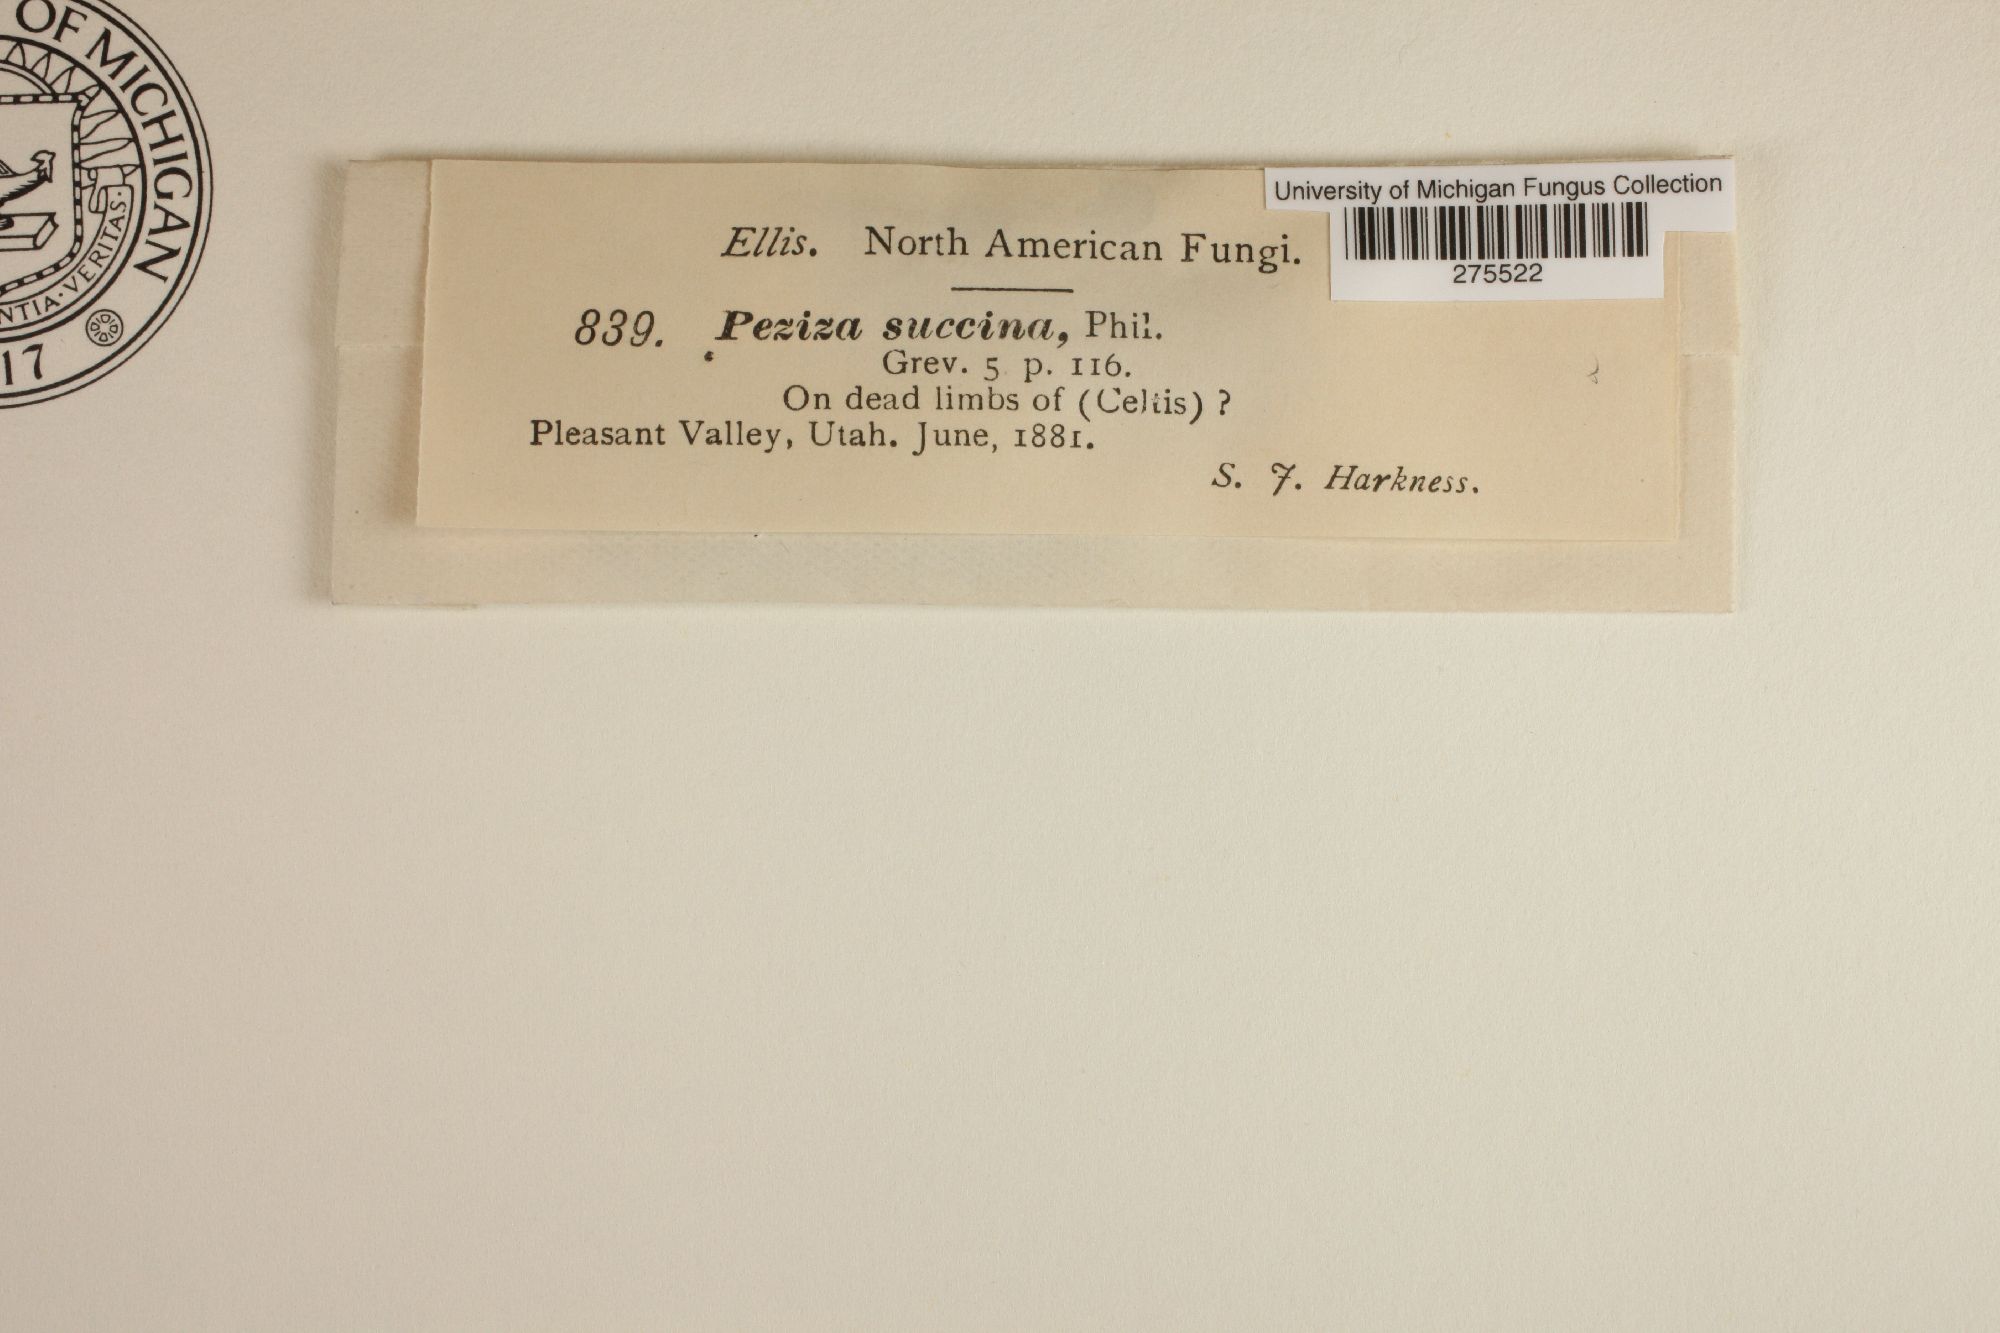 OF MICHIGAN
NTIA · VERITAS ·
17
University of Michigan Fungus Collection
275522
Ellis. North American Fungi.
839. Peziza succina, Phil.
Grev. 5 p. 116.
On dead limbs of (Celtis) ?
Pleasant Valley, Utah. June, 1881.
S. J. Harkness.